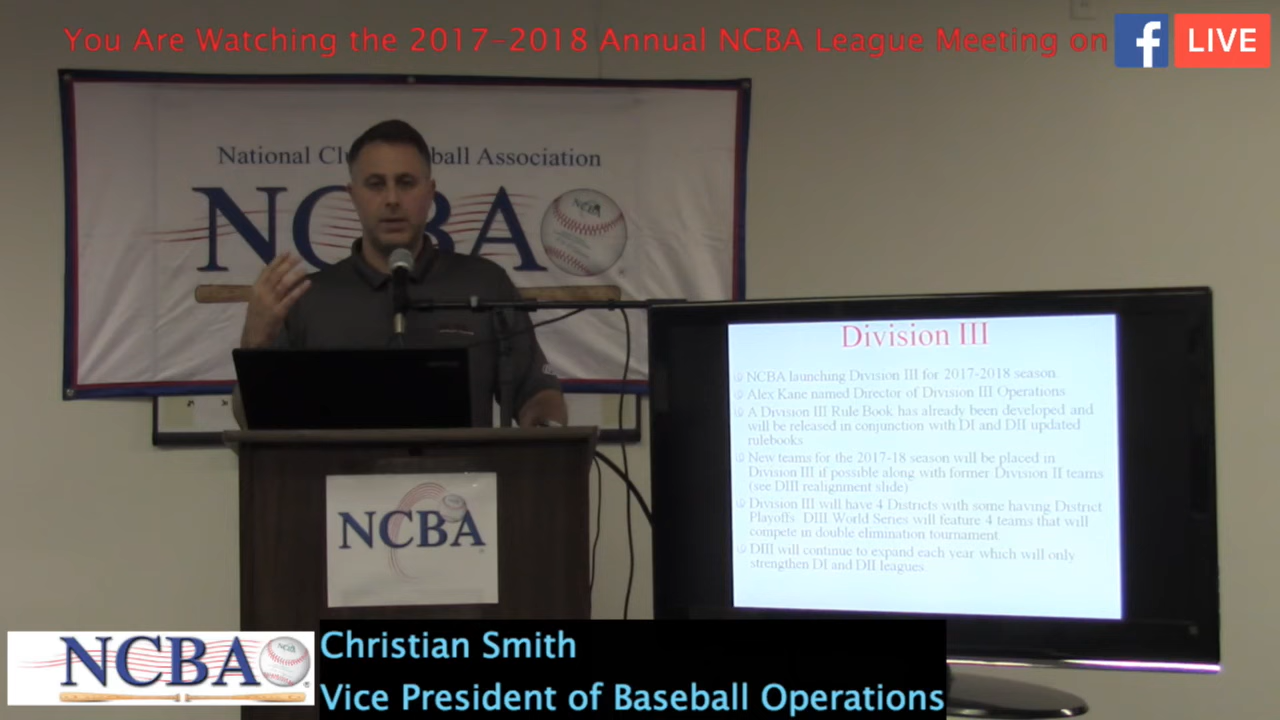 You Are Watching the 2017-2018 Annual NCBA League Meeting on f LIVE
National Cl ball Association
NCBA
Division III
NCBA launching Division III for 2017-2018 season.
Alex Kane named Director of Division III Operations
A Division III Rule Book has already been developed and
will be released in conjunction with DI and DII updated
rulebooks
New teams for the 2017-18 season will be placed in
Division III if possible along with former Division II teams
(see DIII realignment slide)
Division III will have 4 Districts with some having District
Playoffs DIII World Series will feature 4 teams that will
compete in double elimination tournament
DIII will continue to expand each year which will only
strengthen DI and DII leagues
NCBA
NCBA
Christian Smith
Vice President of Baseball Operations